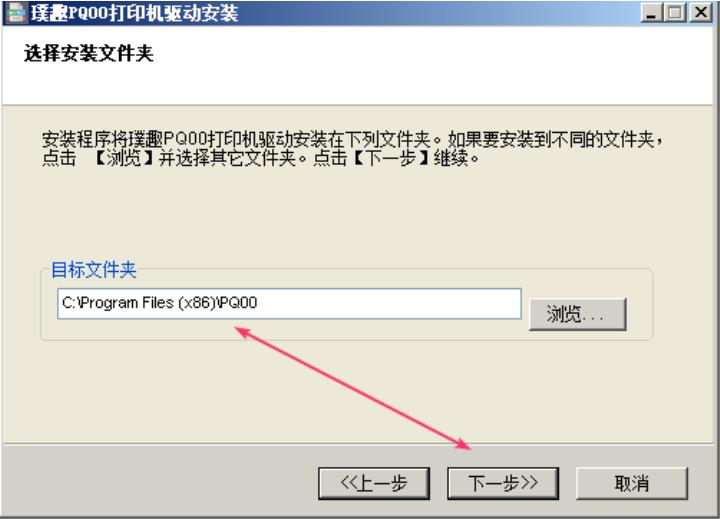 璞趣PQ00打印机驱动安装
选择安装文件夹
安装程序将璞趣PQ00打印机驱动安装在下列文件夹。如果要安装到不同的文件夹，
点击 【浏览】并选择其它文件夹。点击【下一步】继续。
目标文件夹
C:\Program Files (x86)\PQ00
浏览...
<<上一步
下一步>>
取消